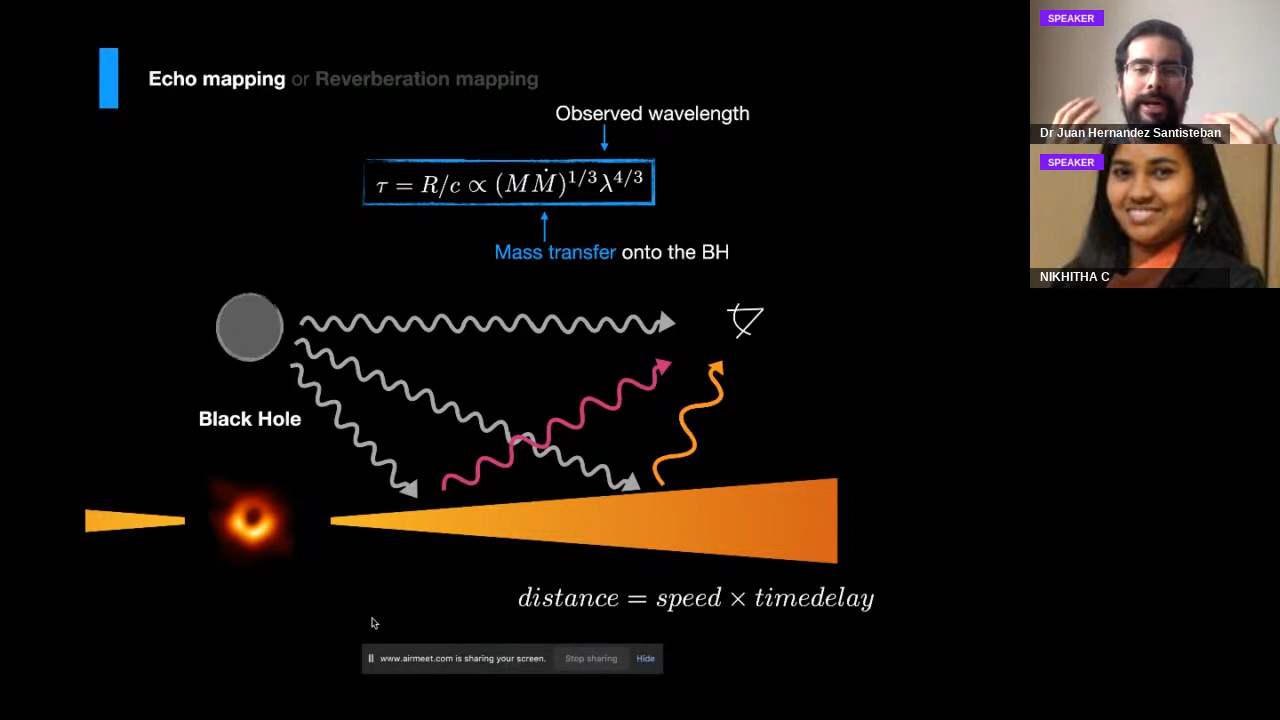 Echo mapping or Reverberation mapping
Observed wavelength
τ = R/c ∝ (MṀ)^{1/3}λ^{4/3}
Mass transfer onto the BH
Black Hole
distance = speed × timedelay
www.airmeet.com is sharing your screen. Stop sharing Hide
SPEAKER
Dr Juan Hernandez Santisteban
SPEAKER
NIKHITHA C